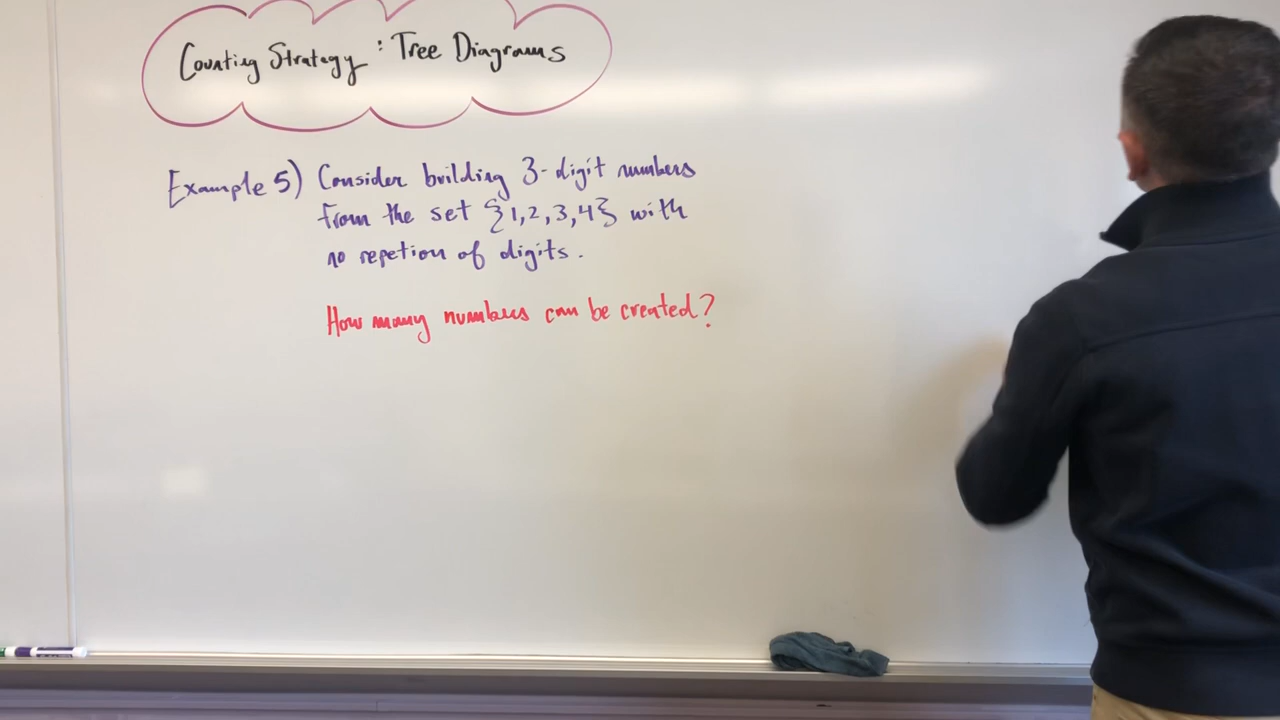 Counting Strategy : Tree Diagrams
Example 5) Consider building 3-digit numbers
from the set {1,2,3,4} with
no repetion of digits.
How many numbers can be created?